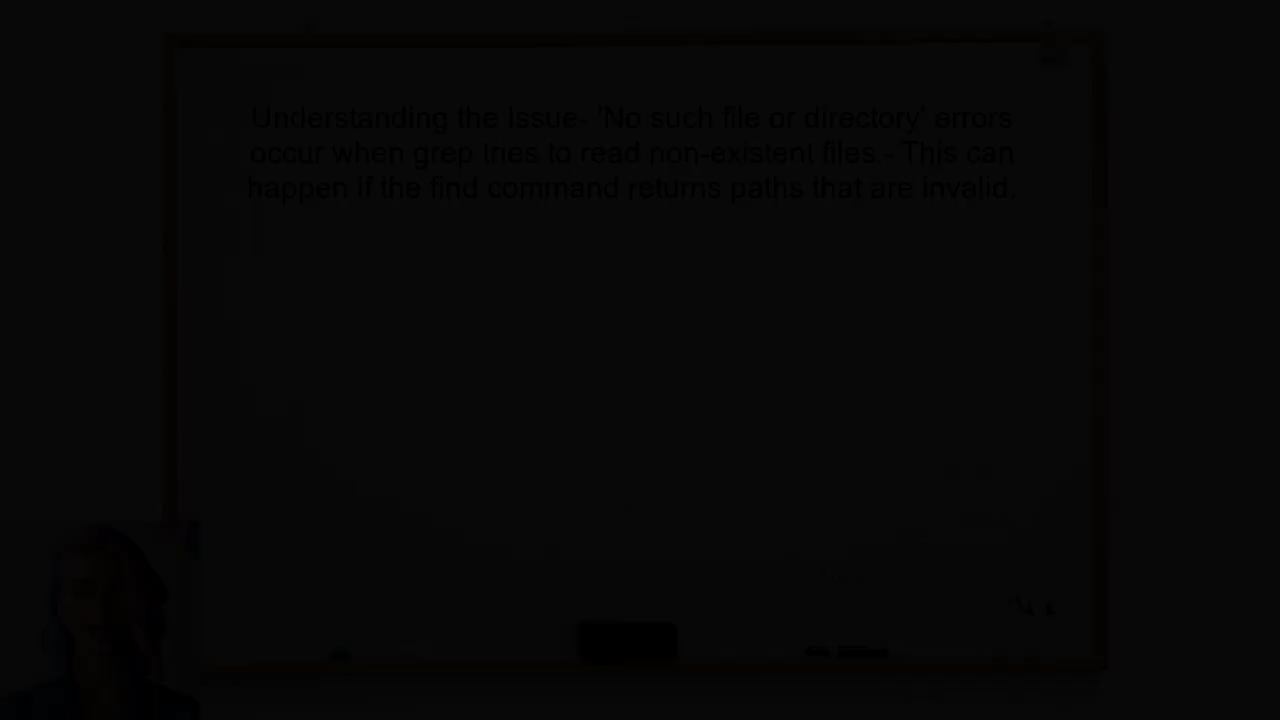 Understanding the Issue- 'No such file or directory' errors
occur when grep tries to read non-existent files.- This can
happen if the find command returns paths that are invalid.